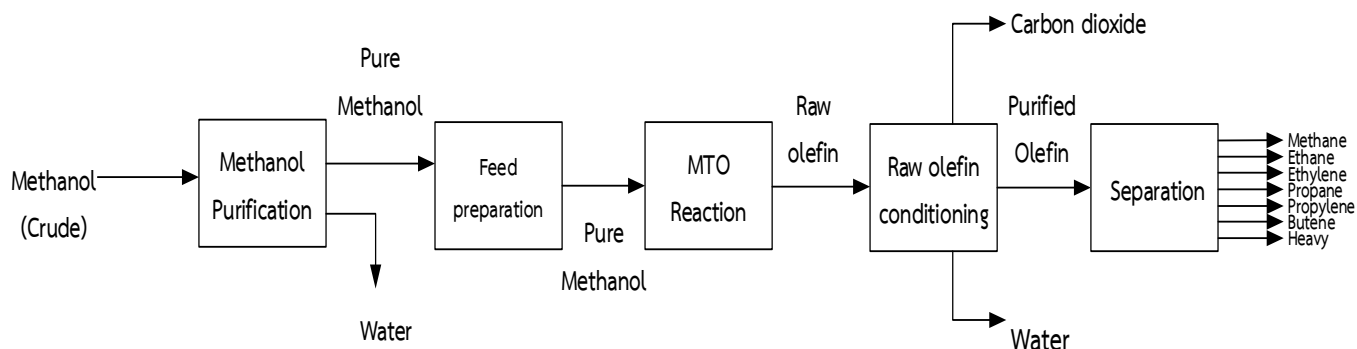 Methanol
(Crude)
Methanol
Purification
Pure
Methanol
Water
Feed
preparation
Pure
Methanol
MTO
Reaction
Raw
olefin
Raw olefin
conditioning
Carbon dioxide
Water
Purified
Olefin
Separation
Methane
Ethane
Ethylene
Propane
Propylene
Butene
Heavy